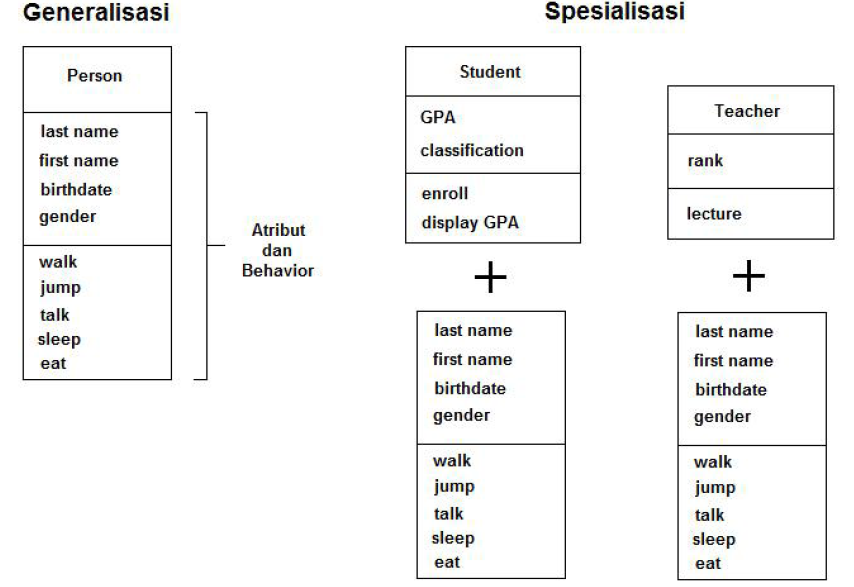 Generalisasi
Person
last name
first name
birthdate
gender
walk
jump
talk
sleep
eat
Atribut
dan
Behavior
Spesialisasi
Student
GPA
classification
enroll
display GPA
+
last name
first name
birthdate
gender
walk
jump
talk
sleep
eat
Teacher
rank
lecture
+
last name
first name
birthdate
gender
walk
jump
talk
sleep
eat